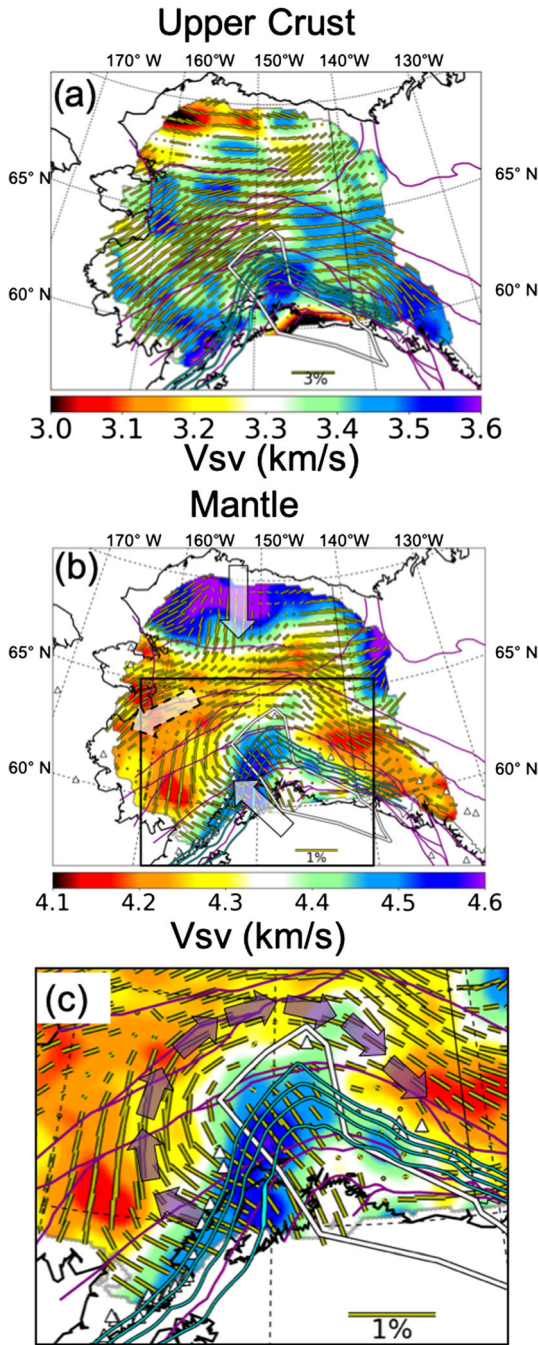 Upper Crust
170°W 160°W 150°W 140°W 130°W
(a)
65° N 65° N
60° N 60° N
3%
3.0 3.1 3.2 3.3 3.4 3.5 3.6
Vsv (km/s)
Mantle
170°W 160°W 150°W 140°W 130°W
(b)
65° N 65° N
60° N 60° N
1%
4.1 4.2 4.3 4.4 4.5 4.6
Vsv (km/s)
(c)
1%